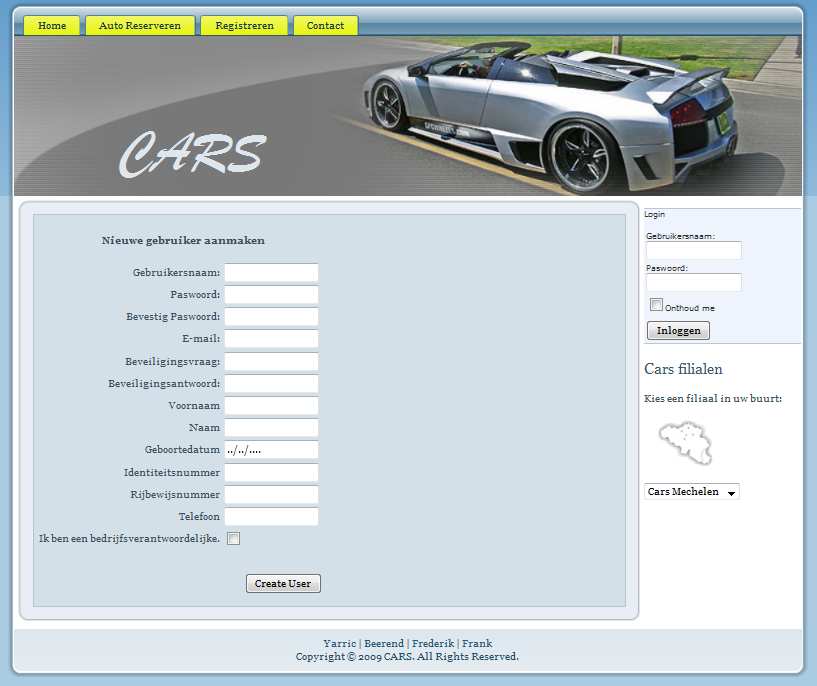 Home Auto Reserveren Registreren Contact
CARS
Nieuwe gebruiker aanmaken
Gebruikersnaam:
Paswoord:
Bevestig Paswoord:
E-mail:
Beveiligingsvraag:
Beveiligingsantwoord:
Voornaam
Naam
Geboortedatum ../../....
Identiteitsnummer
Rijbewijsnummer
Telefoon
Ik ben een bedrijfsverantwoordelijke.
Create User
Login
Gebruikersnaam:
Paswoord:
Onthoud me
Inloggen
Cars filialen
Kies een filiaal in uw buurt:
Cars Mechelen
Yarric | Beerend | Frederik | Frank
Copyright © 2009 CARS. All Rights Reserved.